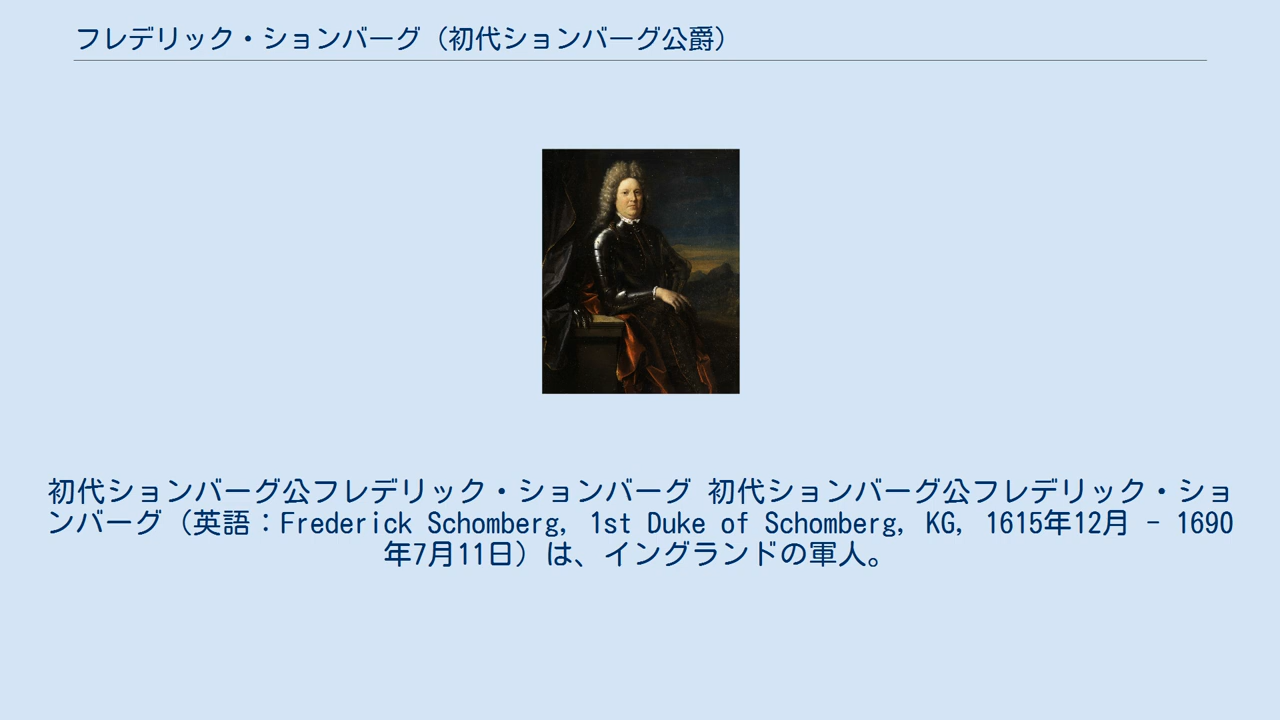 フレデリック・ションバーグ（初代ションバーグ公爵）
初代ションバーグ公フレデリック・ションバーグ 初代ションバーグ公フレデリック・ショ
ンバーグ（英語：Frederick Schomberg, 1st Duke of Schomberg, KG, 1615年12月 - 1690
年7月11日）は、イングランドの軍人。